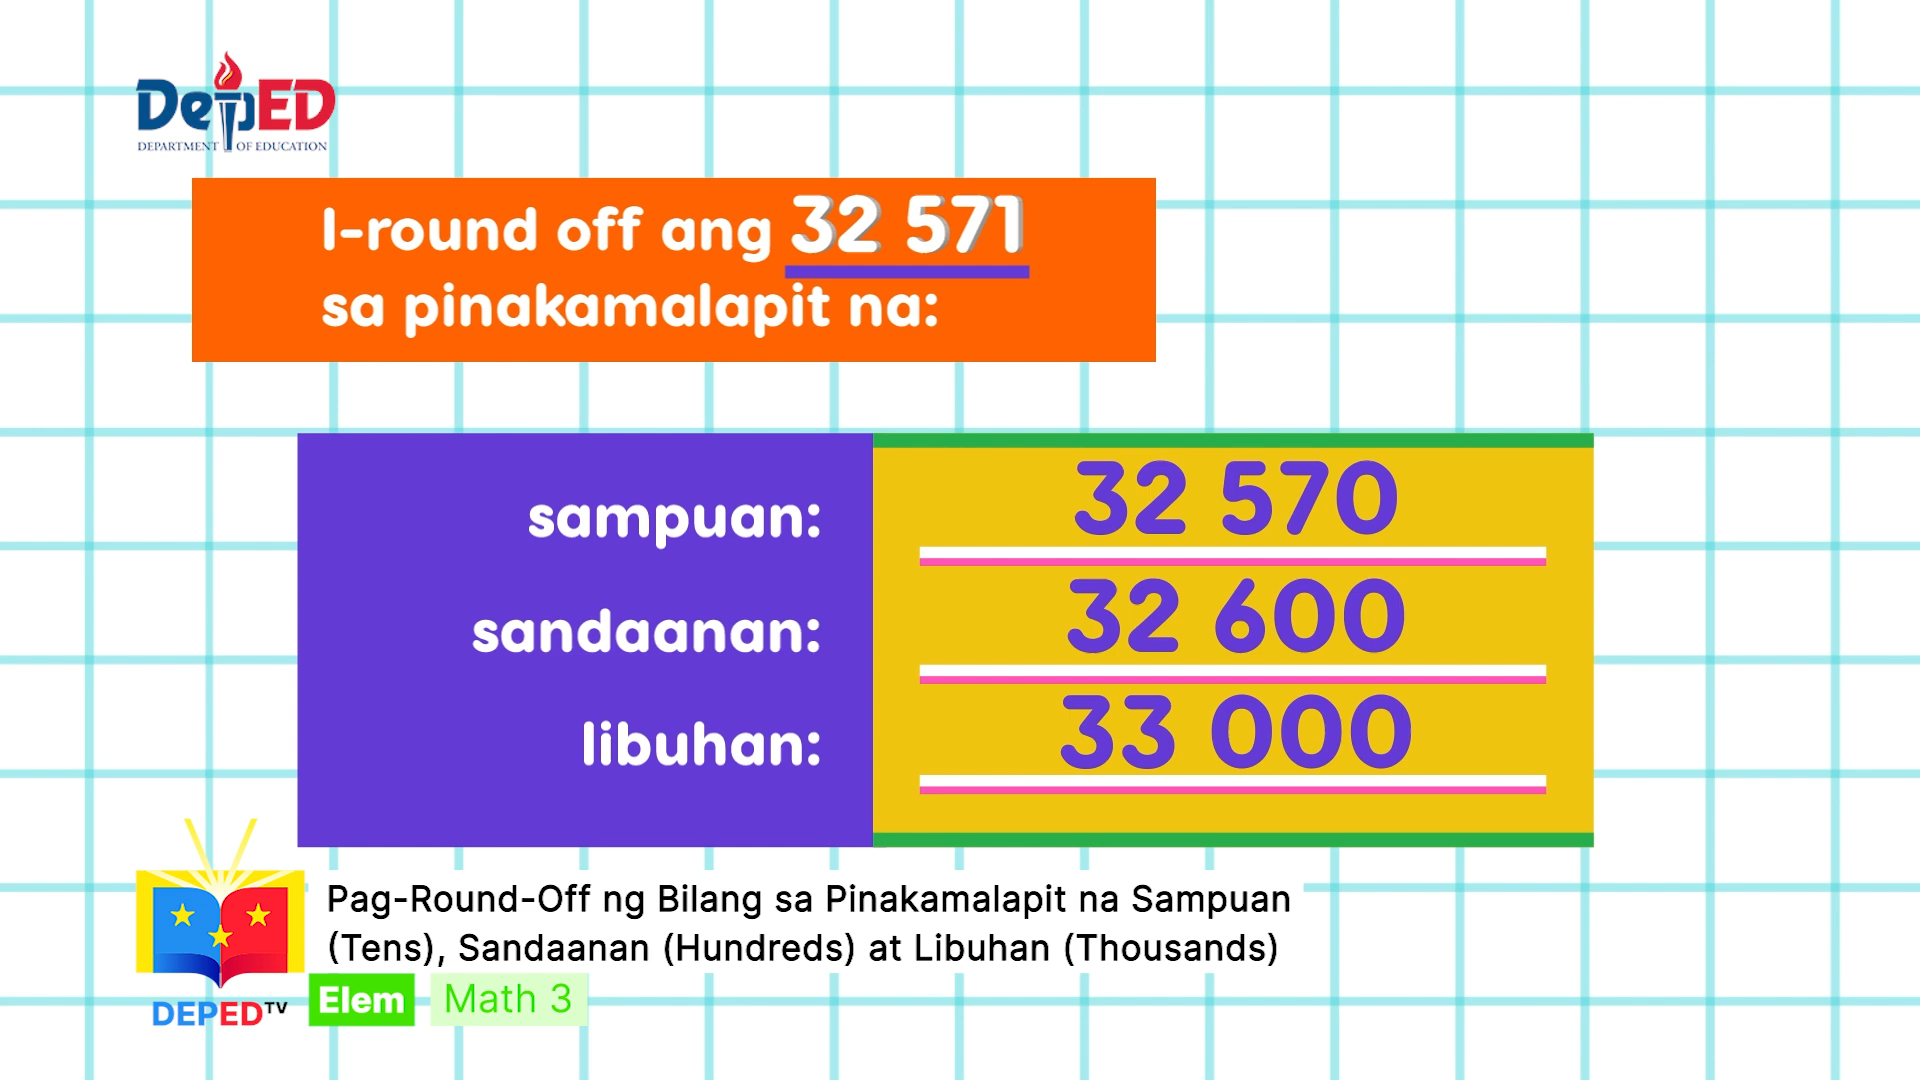 DepED
DEPARTMENT OF EDUCATION
I-round off ang 32 571
sa pinakamalapit na:
sampuan: 32 570
sandaanan: 32 600
libuhan: 33 000
Pag-Round-Off ng Bilang sa Pinakamalapit na Sampuan
(Tens), Sandaanan (Hundreds) at Libuhan (Thousands)
DEPED TV
Elem Math 3